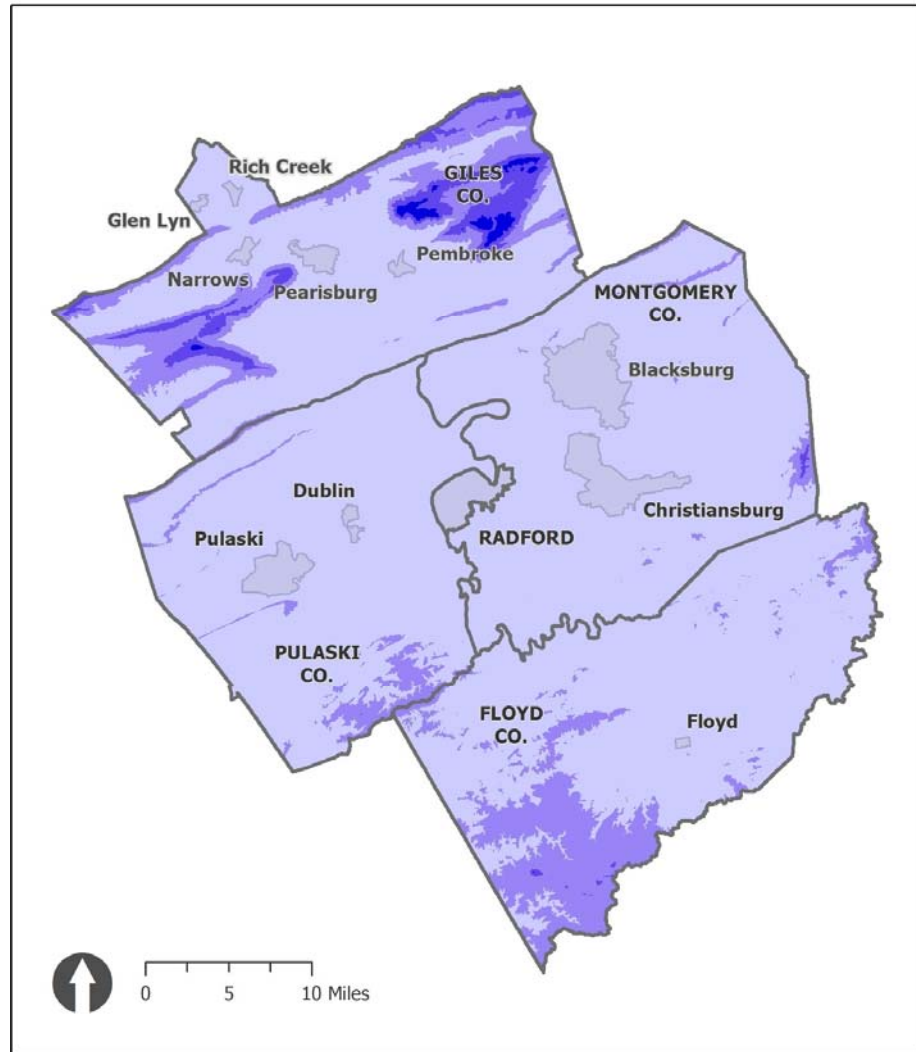 Rich Creek
GILES
CO.
Glen Lyn
Pembroke
Narrows
Pearisburg
MONTGOMERY
CO.
Blacksburg
Dublin
Christiansburg
Pulaski
RADFORD
PULASKI
CO.
FLOYD
CO.
Floyd
0 5 10 Miles